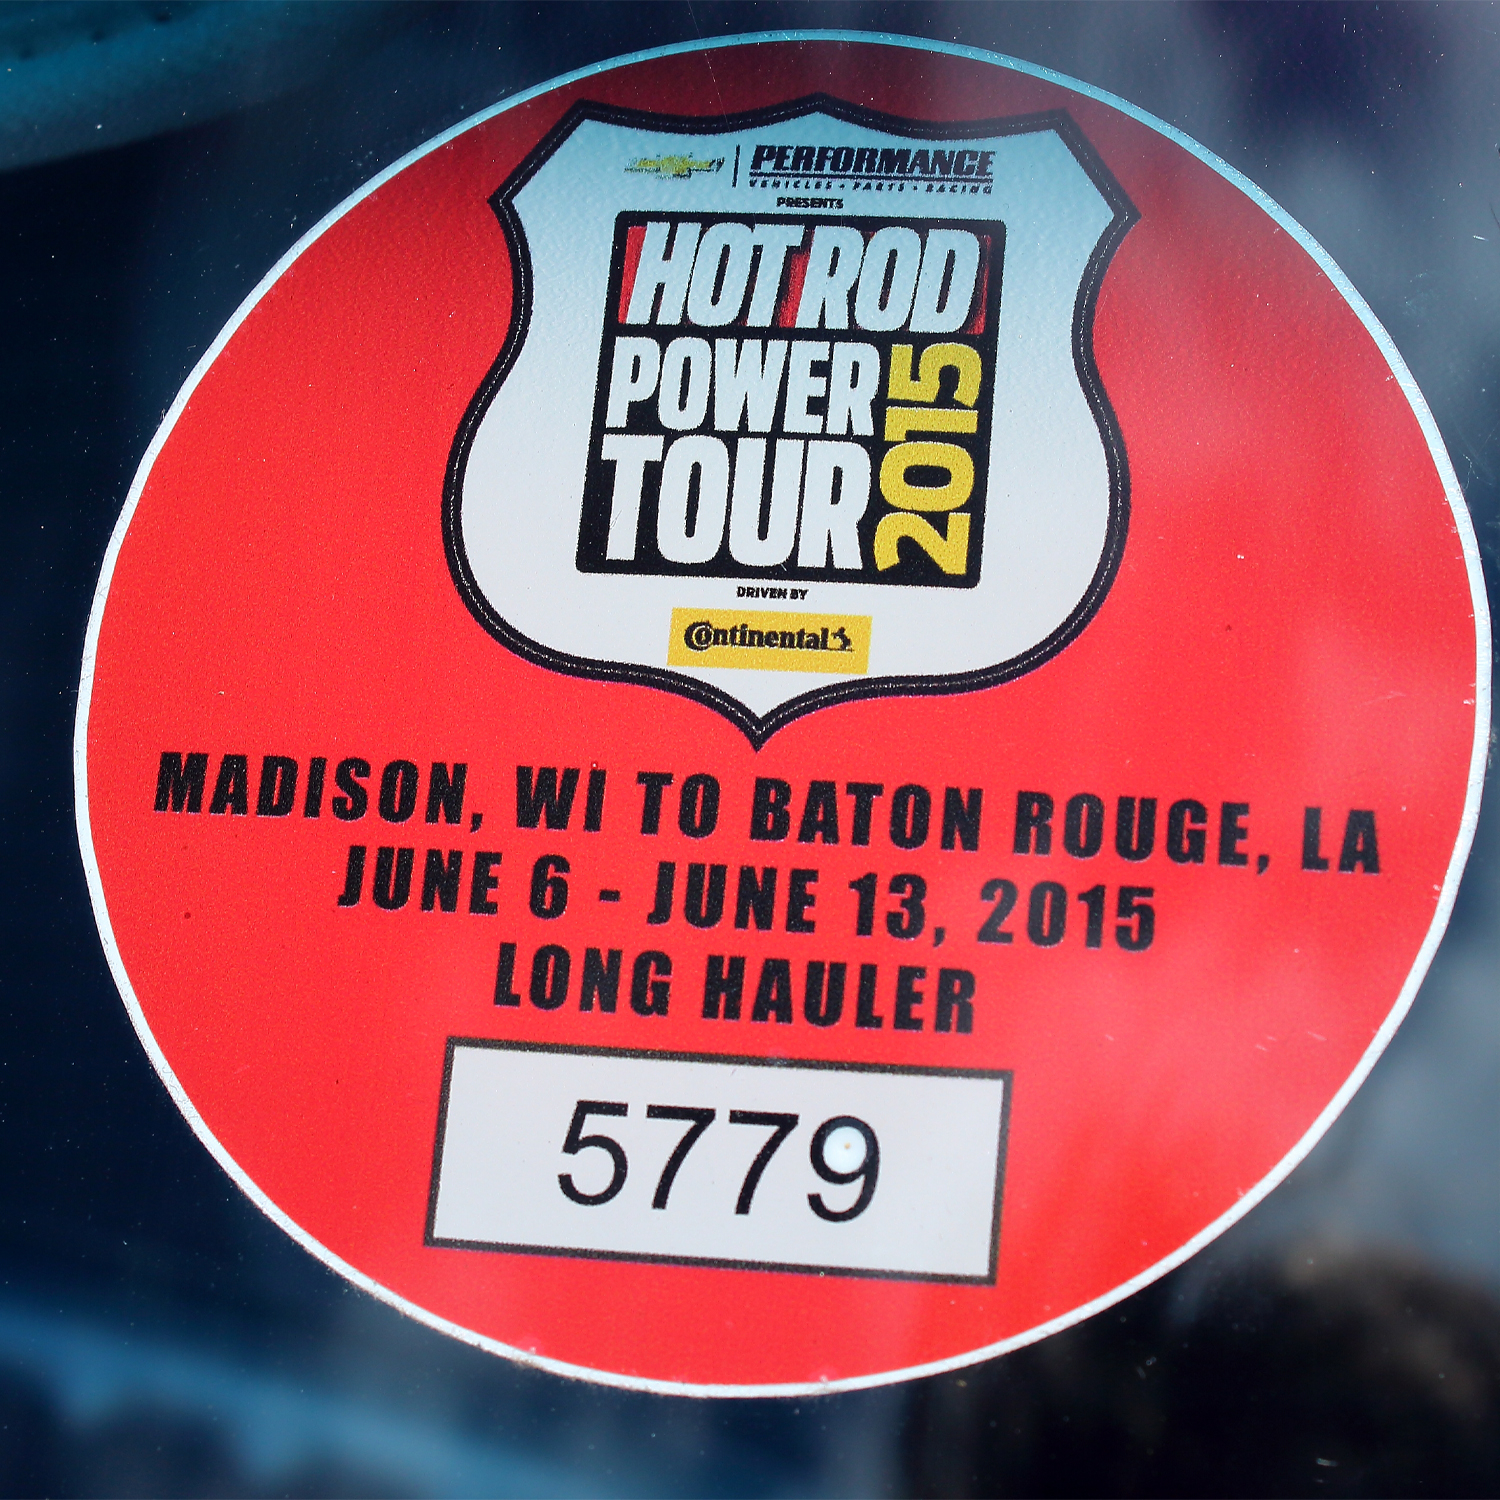 PERFORMANCE
VEHICLES • PARTS • RACING
PRESENTS
HOT ROD
POWER
TOUR
2015
DRIVEN BY
Continental
MADISON, WI TO BATON ROUGE, LA
JUNE 6 - JUNE 13, 2015
LONG HAULER
5779